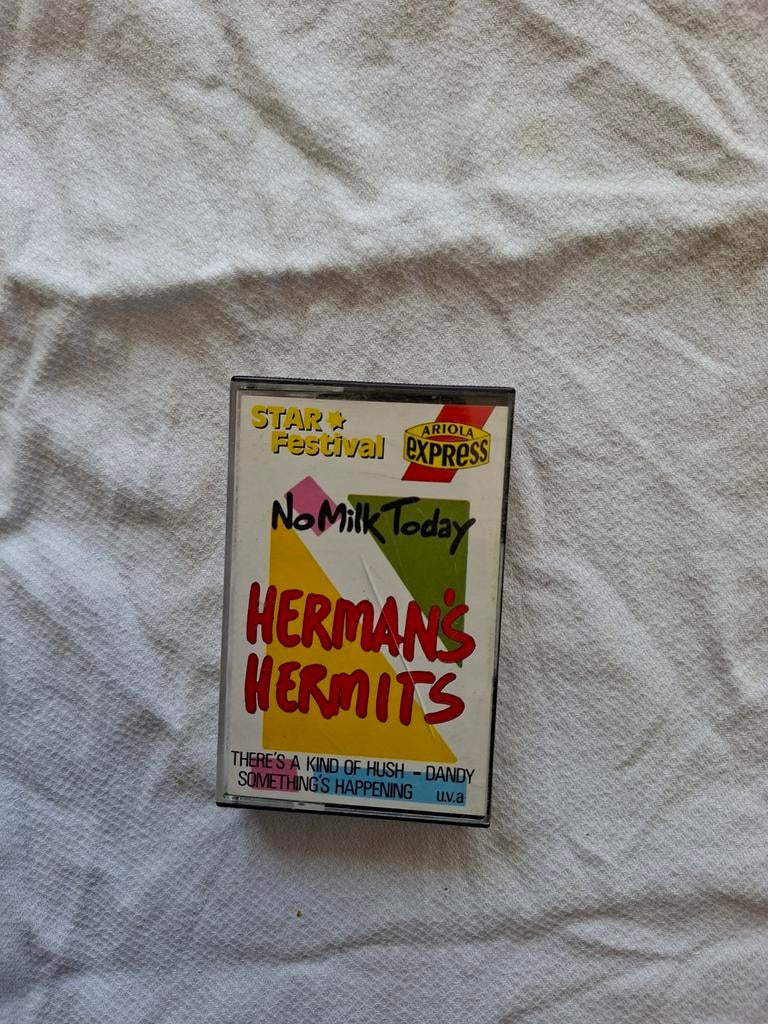 STAR
Festival
ARIOLA
EXPRESS
No Milk Today
HERMAN'S
HERMITS
THERE'S A KIND OF HUSH - DANDY
SOMETHING'S HAPPENING u.v.a